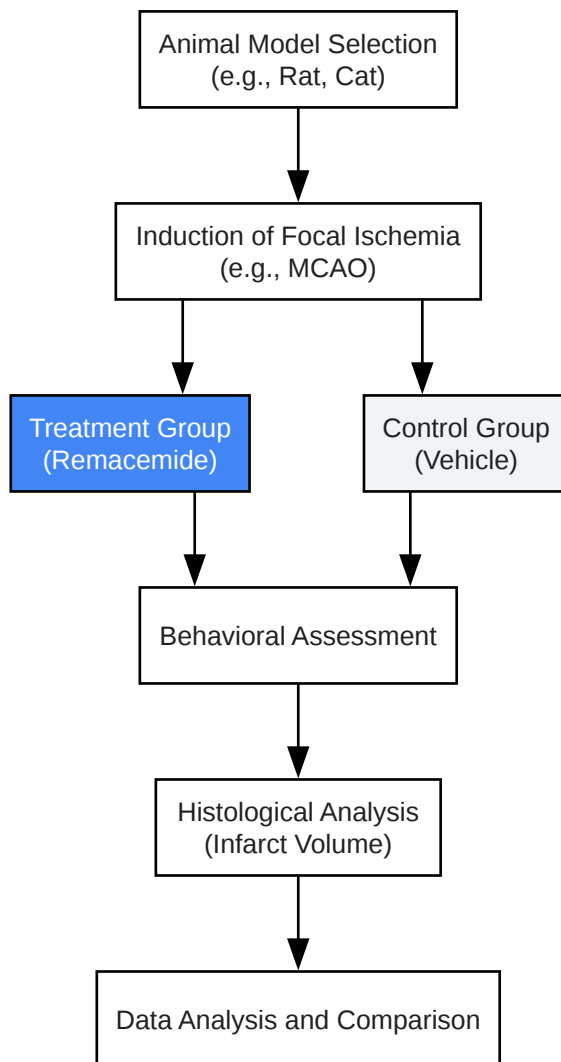 Animal Model Selection
(e.g., Rat, Cat)
Induction of Focal Ischemia
(e.g., MCAO)
Treatment Group
(Remacemide)
Control Group
(Vehicle)
Behavioral Assessment
Histological Analysis
(Infarct Volume)
Data Analysis and Comparison